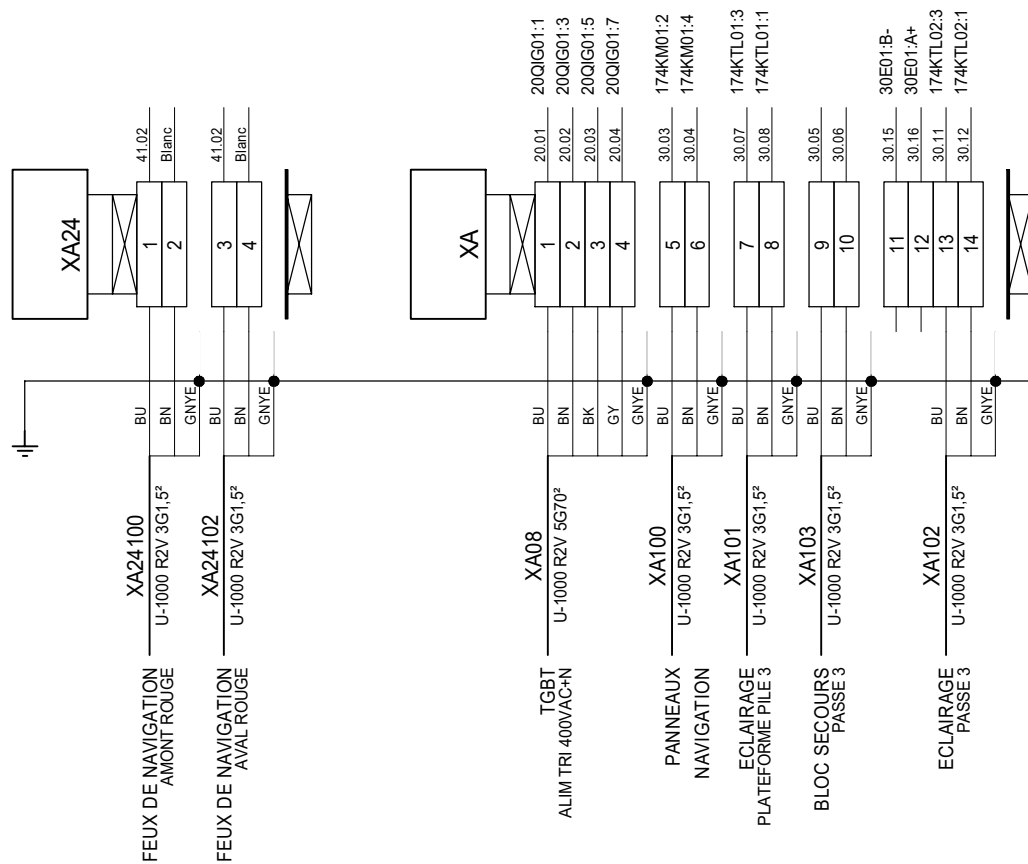 XA24
41.02
Blanc
41.02
Blanc
1
2
3
4
BU
BN
GNYE
BU
BN
GNYE
XA24100
U-1000 R2V 3G1,5²
XA24102
U-1000 R2V 3G1,5²
FEUX DE NAVIGATION
AMONT ROUGE
FEUX DE NAVIGATION
AVAL ROUGE
20QIG01:1
20QIG01:3
20QIG01:5
20QIG01:7
174KM01:2
174KM01:4
174KTL01:3
174KTL01:1
30E01:B-
30E01:A+
174KTL02:3
174KTL02:1
20.01
20.02
20.03
20.04
30.03
30.04
30.07
30.08
30.05
30.06
30.15
30.16
30.11
30.12
XA
1
2
3
4
5
6
7
8
9
10
11
12
13
14
BU
BN
BK
GY
GNYE
BU
BN
GNYE
BU
BN
GNYE
BU
BN
GNYE
BU
BN
GNYE
XA08
U-1000 R2V 5G70²
XA100
U-1000 R2V 3G1,5²
XA101
U-1000 R2V 3G1,5²
XA103
U-1000 R2V 3G1,5²
XA102
U-1000 R2V 3G1,5²
TGBT
ALIM TRI 400VAC+N
PANNEAUX
NAVIGATION
ECLAIRAGE
PLATEFORME PILE 3
BLOC SECOURS
PASSE 3
ECLAIRAGE
PASSE 3